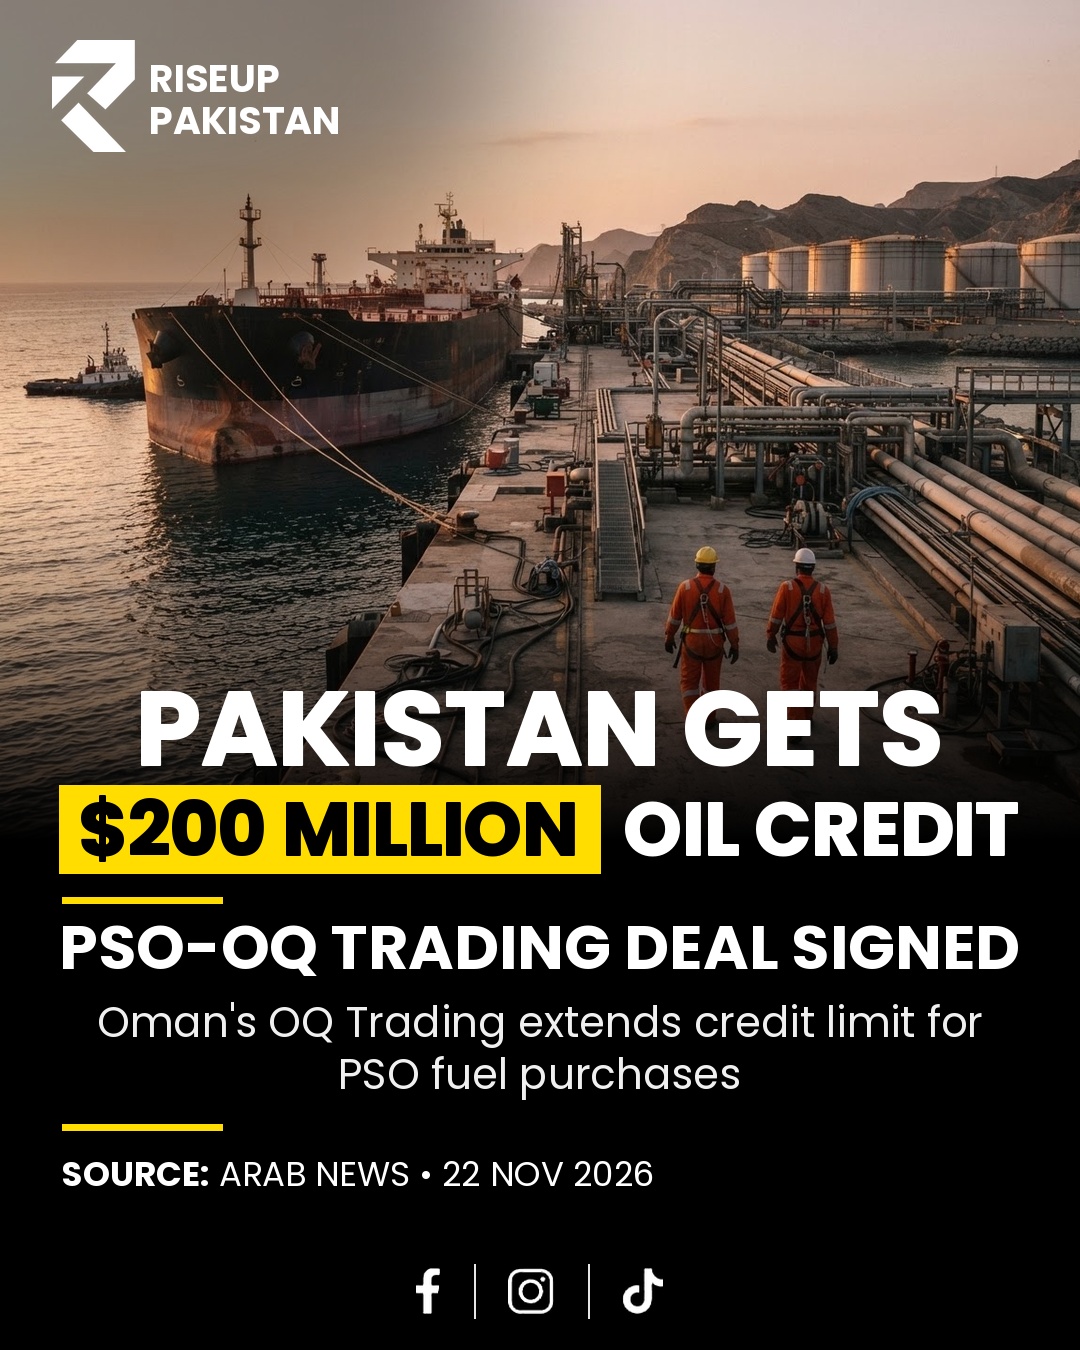 RISEUP
PAKISTAN
PAKISTAN GETS
$200 MILLION OIL CREDIT
PSO-OQ TRADING DEAL SIGNED
Oman's OQ Trading extends credit limit for
PSO fuel purchases
SOURCE: ARAB NEWS • 22 NOV 2026